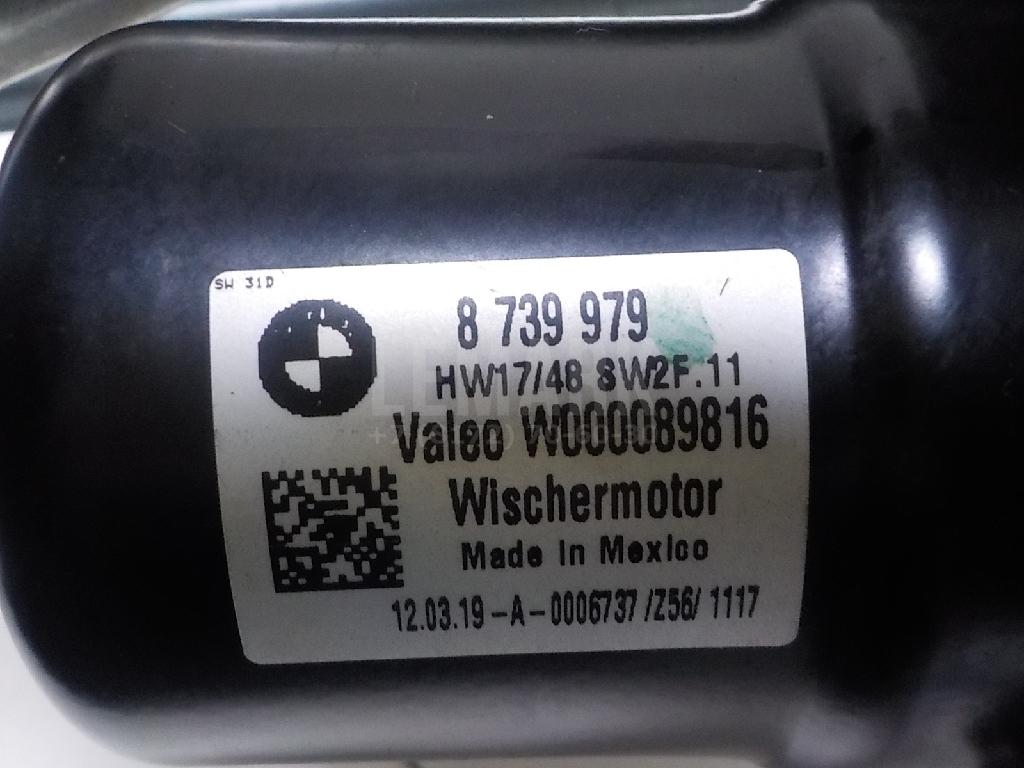 SW 31D
8 739 979
HW17/48 SW2F.11
Valeo W000089816
Wischermotor
Made in Mexico
12.03.19-A-0006737/Z56/1117